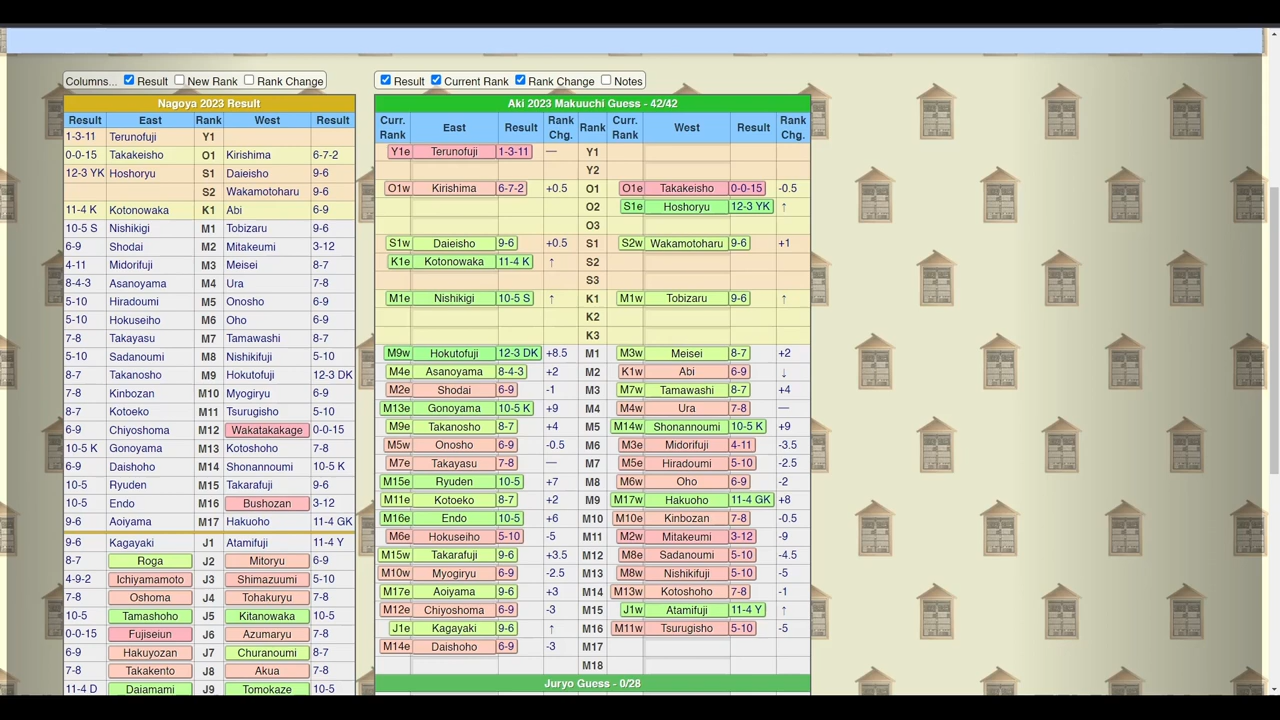 Columns... Result New Rank Rank Change
Result Current Rank Rank Change Notes
Nagoya 2023 Result
Result East Rank West Result
1-3-11 Terunofuji Y1
0-0-15 Takakeisho O1 Kirishima 6-7-2
12-3 YK Hoshoryu S1 Daieisho 9-6
S2 Wakamotoharu 9-6
11-4 K Kotonowaka K1 Abi 6-9
10-5 S Nishikigi M1 Tobizaru 9-6
6-9 Shodai M2 Mitakeumi 3-12
4-11 Midorifuji M3 Meisei 8-7
8-4-3 Asanoyama M4 Ura 7-8
5-10 Hiradoumi M5 Onosho 6-9
5-10 Hokuseiho M6 Oho 6-9
7-8 Takayasu M7 Tamawashi 8-7
5-10 Sadanoumi M8 Nishikifuji 5-10
8-7 Takanosho M9 Hokutofuji 12-3 DK
7-8 Kinbozan M10 Myogiryu 6-9
8-7 Kotoeko M11 Tsurugisho 5-10
6-9 Chiyoshoma M12 Wakatakakage 0-0-15
10-5 K Gonoyama M13 Kotoshoho 7-8
6-9 Daishoho M14 Shonannoumi 10-5 K
10-5 Ryuden M15 Takarafuji 9-6
10-5 Endo M16 Bushozan 3-12
9-6 Aoiyama M17 Hakuoho 11-4 GK
9-6 Kagayaki J1 Atamifuji 11-4 Y
8-7 Roga J2 Mitoryu 6-9
4-9-2 Ichiyamamoto J3 Shimazuumi 5-10
7-8 Oshoma J4 Tohakuryu 6-9
10-5 Tamashoho J5 Kitanowaka 10-5
0-0-15 Fujiseiun J6 Azumaryu 7-8
6-9 Hakuyozan J7 Churanoumi 8-7
7-8 Takakento J8 Akua 7-8
11-4 D Daiamami J9 Tomokaze 10-5
Aki 2023 Makuuchi Guess - 42/42
Curr. Rank East Result Rank Chg. Rank Curr. Rank West Result Rank Chg.
Y1e Terunofuji 1-3-11 — Y1
Y2
O1w Kirishima 6-7-2 +0.5 O1 O1e Takakeisho 0-0-15 -0.5
O2 S1e Hoshoryu 12-3 YK ↑
O3
S1w Daieisho 9-6 +0.5 S1 S2w Wakamotoharu 9-6 +1
K1e Kotonowaka 11-4 K ↑ S2
S3
M1e Nishikigi 10-5 S ↑ K1 M1w Tobizaru 9-6 ↑
K2
K3
M9w Hokutofuji 12-3 DK +8.5 M1 M3w Meisei 8-7 +2
M4e Asanoyama 8-4-3 +2 M2 K1w Abi 6-9 ↓
M2e Shodai 6-9 -1 M3 M7w Tamawashi 8-7 +4
M13e Gonoyama 10-5 K +9 M4 M4w Ura 7-8 —
M9e Takanosho 8-7 +4 M5 M14w Shonannoumi 10-5 K +9
M5w Onosho 6-9 -0.5 M6 M3e Midorifuji 4-11 -3.5
M7e Takayasu 7-8 — M7 M5e Hiradoumi 5-10 -2.5
M15e Ryuden 10-5 +7 M8 M6w Oho 6-9 -2
M11e Kotoeko 8-7 +2 M9 M17w Hakuoho 11-4 GK +8
M16e Endo 10-5 +6 M10 M10e Kinbozan 7-8 -0.5
M6e Hokuseiho 5-10 -5 M11 M2w Mitakeumi 3-12 -9
M15w Takarafuji 9-6 +3.5 M12 M8e Sadanoumi 5-10 -4.5
M10w Myogiryu 6-9 -2.5 M13 M8w Nishikifuji 5-10 -5
M17e Aoiyama 9-6 +3 M14 M13w Kotoshoho 7-8 -1
M12e Chiyoshoma 6-9 -3 M15 J1w Atamifuji 11-4 Y ↑
J1e Kagayaki 9-6 ↑ M16 M11w Tsurugisho 5-10 -5
M14e Daishoho 6-9 -3 M17
M18
Juryo Guess - 0/28